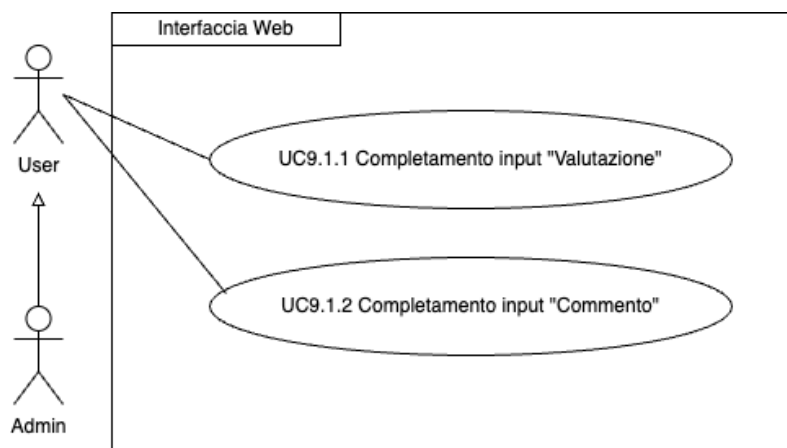 Interfaccia Web
User
UC9.1.1 Completamento input "Valutazione"
UC9.1.2 Completamento input "Commento"
Admin